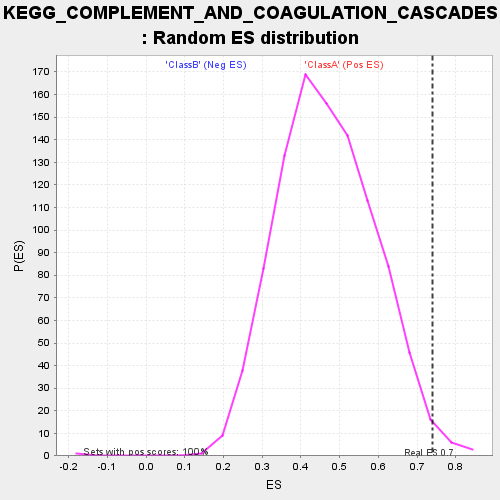 KEGG_COMPLEMENT_AND_COAGULATION_CASCADES
: Random ES distribution
'ClassB' (Neg ES) 'ClassA' (Pos ES)
170
160
150
140
130
120
110
100
90
80
70
60
50
40
30
20
10
0
P(ES)
Sets with pos scores: 100%
Real ES 0.7
-0.2 -0.1 0.0 0.1 0.2 0.3 0.4 0.5 0.6 0.7 0.8
ES